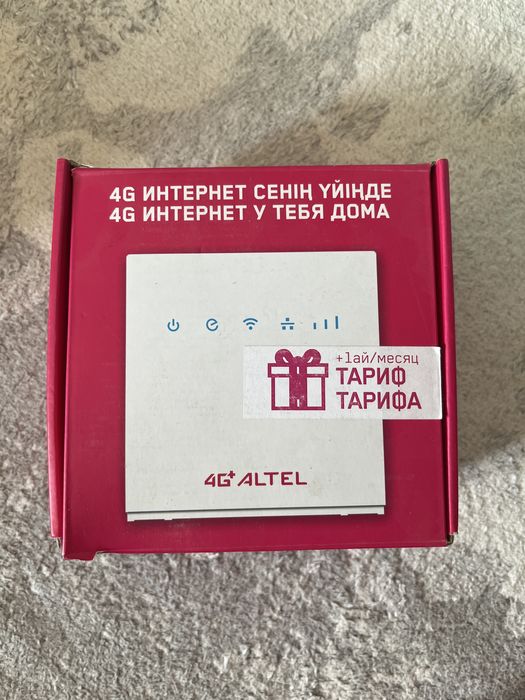 4G ИНТЕРНЕТ СЕНІҢ ҮЙІҢДЕ
4G ИНТЕРНЕТ У ТЕБЯ ДОМА
+1ай/месяц
ТАРИФ
ТАРИФА
4G+ ALTEL